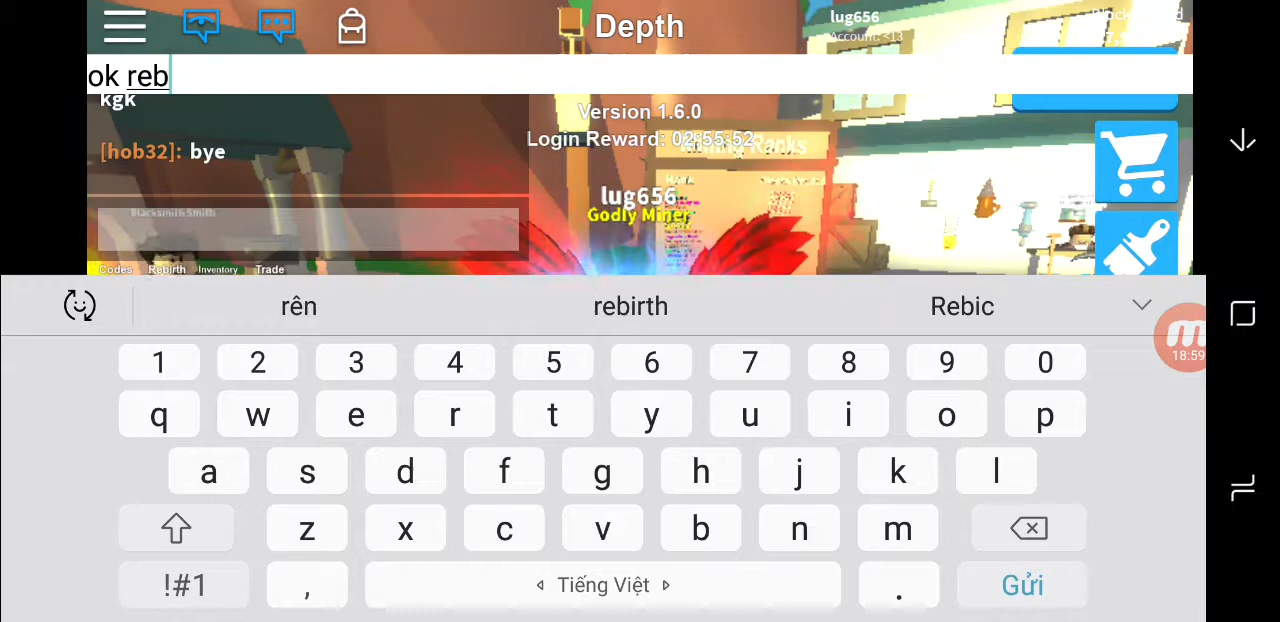 Depth
lug656
Account: <13
ok reb
kgk
Version 1.6.0
Login Reward: 02:55:52
[hob32]: bye
lug656
Godly Miner
Blacksmith Smith
Codes Rebirth Inventory Trade
rên rebirth Rebic
18:59
1 2 3 4 5 6 7 8 9 0
q w e r t y u i o p
a s d f g h j k l
z x c v b n m
!#1 , Tiếng Việt . Gửi